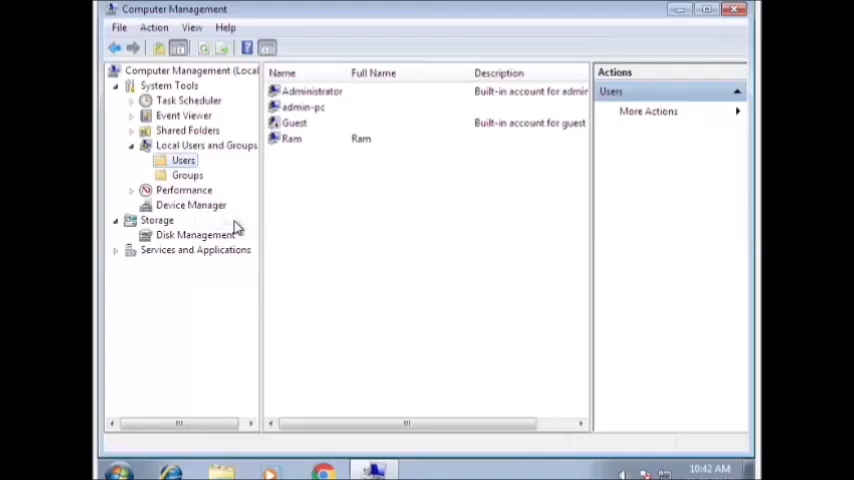 Computer Management
File Action View Help
Computer Management (Local
System Tools
Task Scheduler
Event Viewer
Shared Folders
Local Users and Groups
Users
Groups
Performance
Device Manager
Storage
Disk Management
Services and Applications
Name Full Name Description
Administrator Built-in account for admir
admin-pc
Guest Built-in account for guest
Ram Ram
Actions
Users
More Actions
10:42 AM